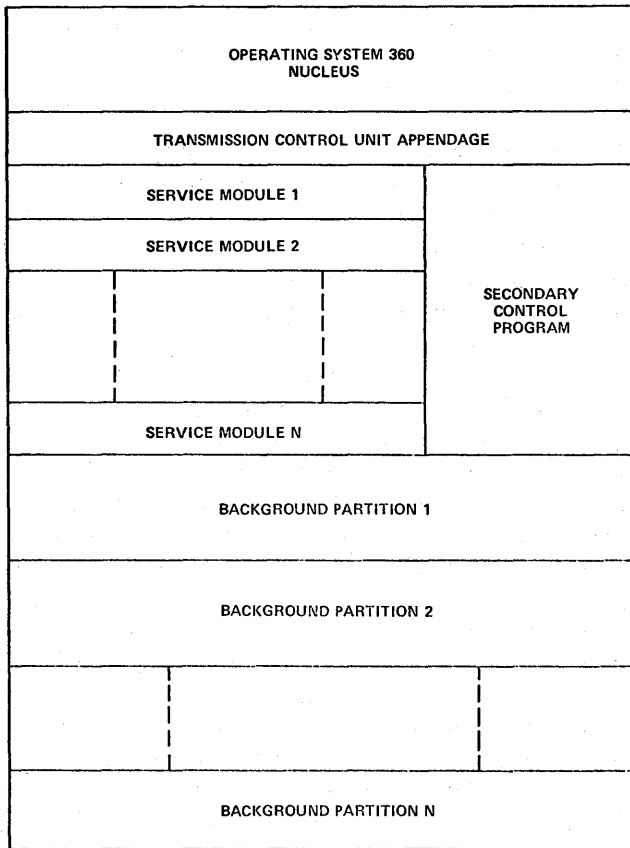 OPERATING SYSTEM 360
NUCLEUS
TRANSMISSION CONTROL UNIT APPENDAGE
SERVICE MODULE 1
SERVICE MODULE 2
SECONDARY
CONTROL
PROGRAM
SERVICE MODULE N
BACKGROUND PARTITION 1
BACKGROUND PARTITION 2
BACKGROUND PARTITION N